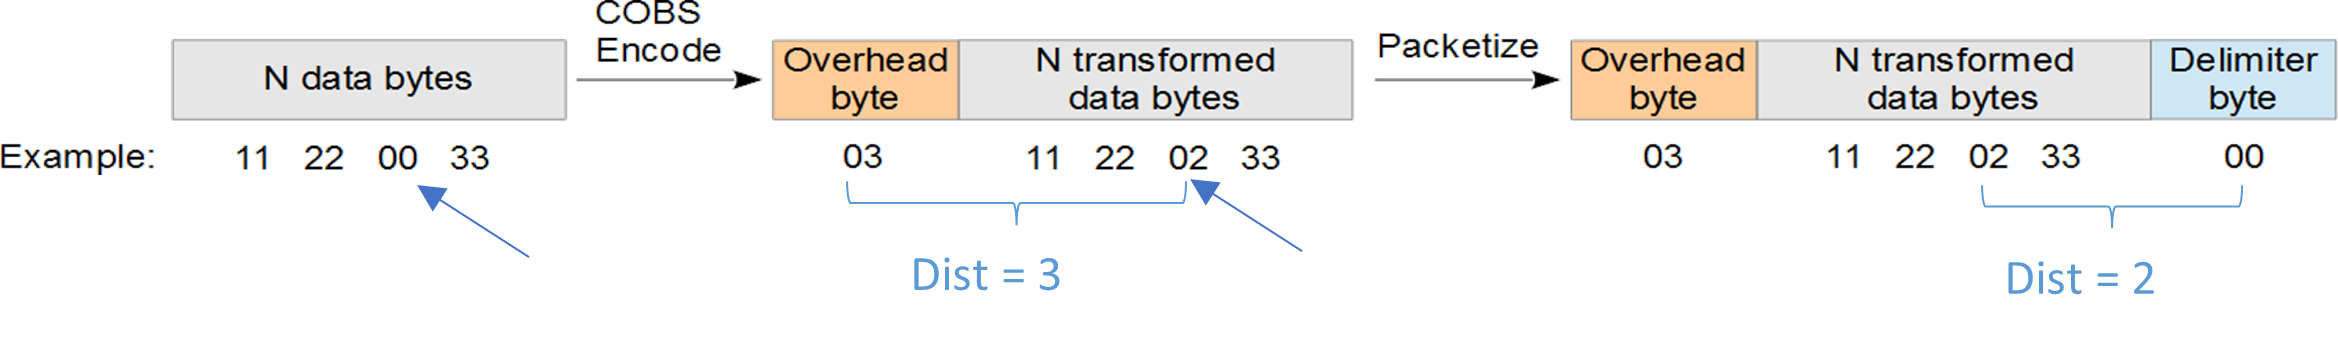 COBS
Encode
N data bytes
Overhead
byte
N transformed
data bytes
Packetize
Overhead
byte
N transformed
data bytes
Delimiter
byte
Example:
11 22 00 33
03
11 22 02 33
03
11 22 02 33
00
Dist = 3
Dist = 2